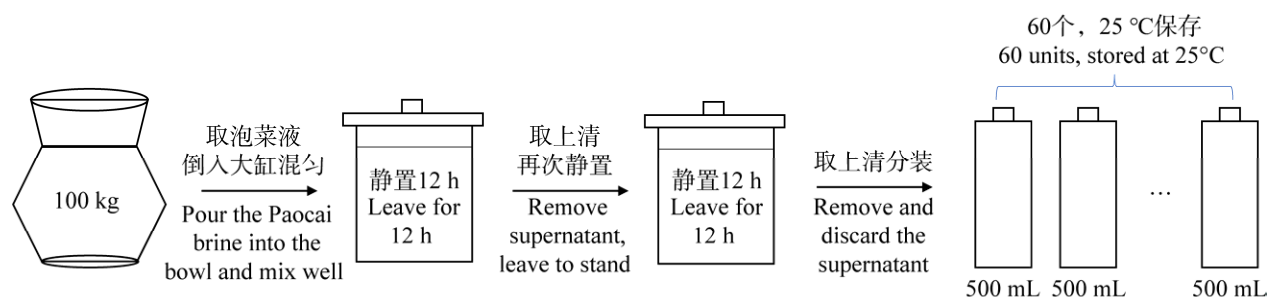 60个，25 ℃保存
60 units, stored at 25°C
100 kg
取泡菜液
倒入大缸混匀
Pour the Paocai
brine into the
bowl and mix well
静置12 h
Leave for
12 h
取上清
再次静置
Remove
supernatant,
leave to stand
静置12 h
Leave for
12 h
取上清分装
Remove and
discard the
supernatant
...
500 mL 500 mL 500 mL